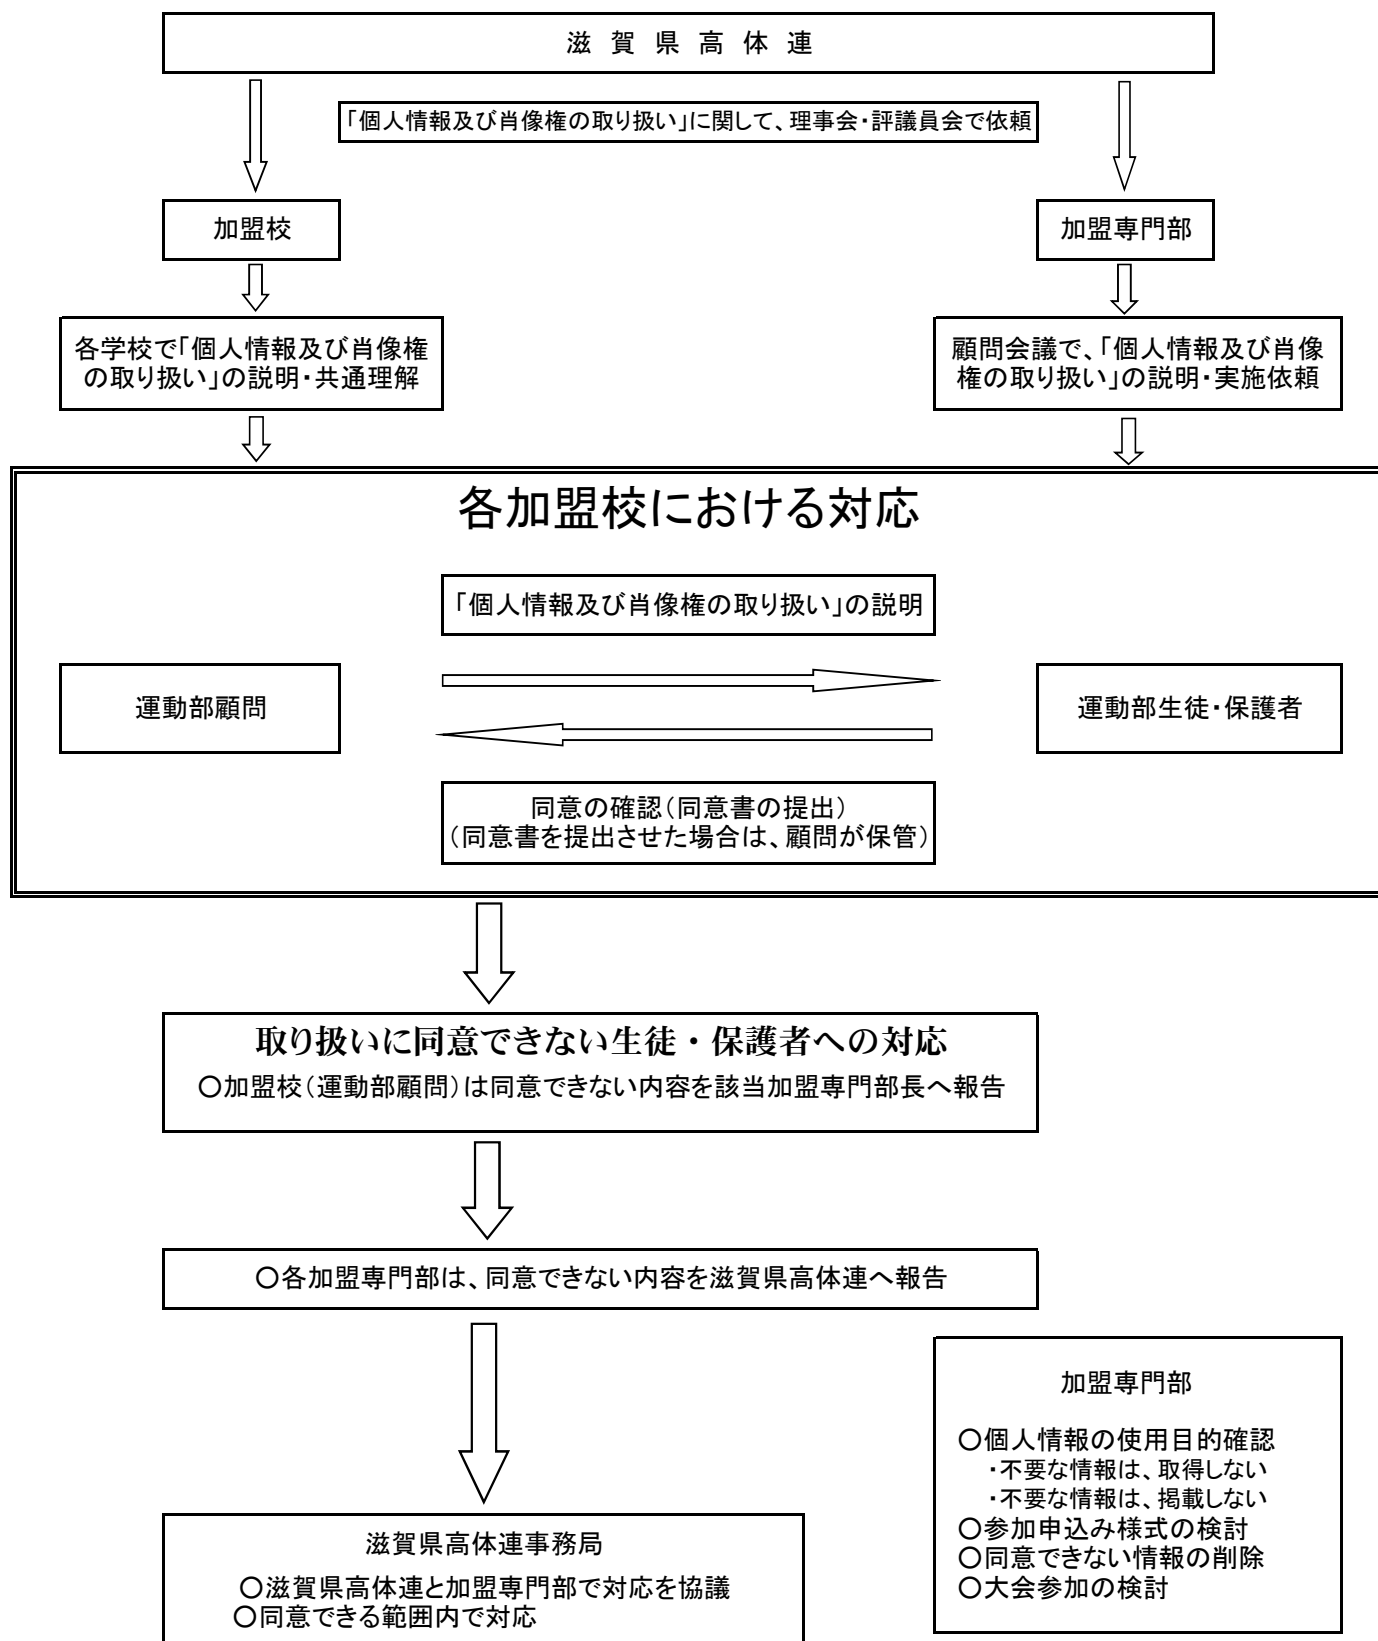 滋賀県高体連
「個人情報及び肖像権の取り扱い」に関して、理事会・評議員会で依頼
加盟校
加盟専門部
各学校で「個人情報及び肖像権
の取り扱い」の説明・共通理解
顧問会議で、「個人情報及び肖像
権の取り扱い」の説明・実施依頼
各加盟校における対応
「個人情報及び肖像権の取り扱い」の説明
運動部顧問
運動部生徒・保護者
同意の確認(同意書の提出)
(同意書を提出させた場合は、顧問が保管)
取り扱いに同意できない生徒・保護者への対応
○加盟校(運動部顧問)は同意できない内容を該当加盟専門部長へ報告
○各加盟専門部は、同意できない内容を滋賀県高体連へ報告
加盟専門部
○個人情報の使用目的確認
・不要な情報は、取得しない
・不要な情報は、掲載しない
○参加申込み様式の検討
○同意できない情報の削除
○大会参加の検討
滋賀県高体連事務局
○滋賀県高体連と加盟専門部で対応を協議
○同意できる範囲内で対応